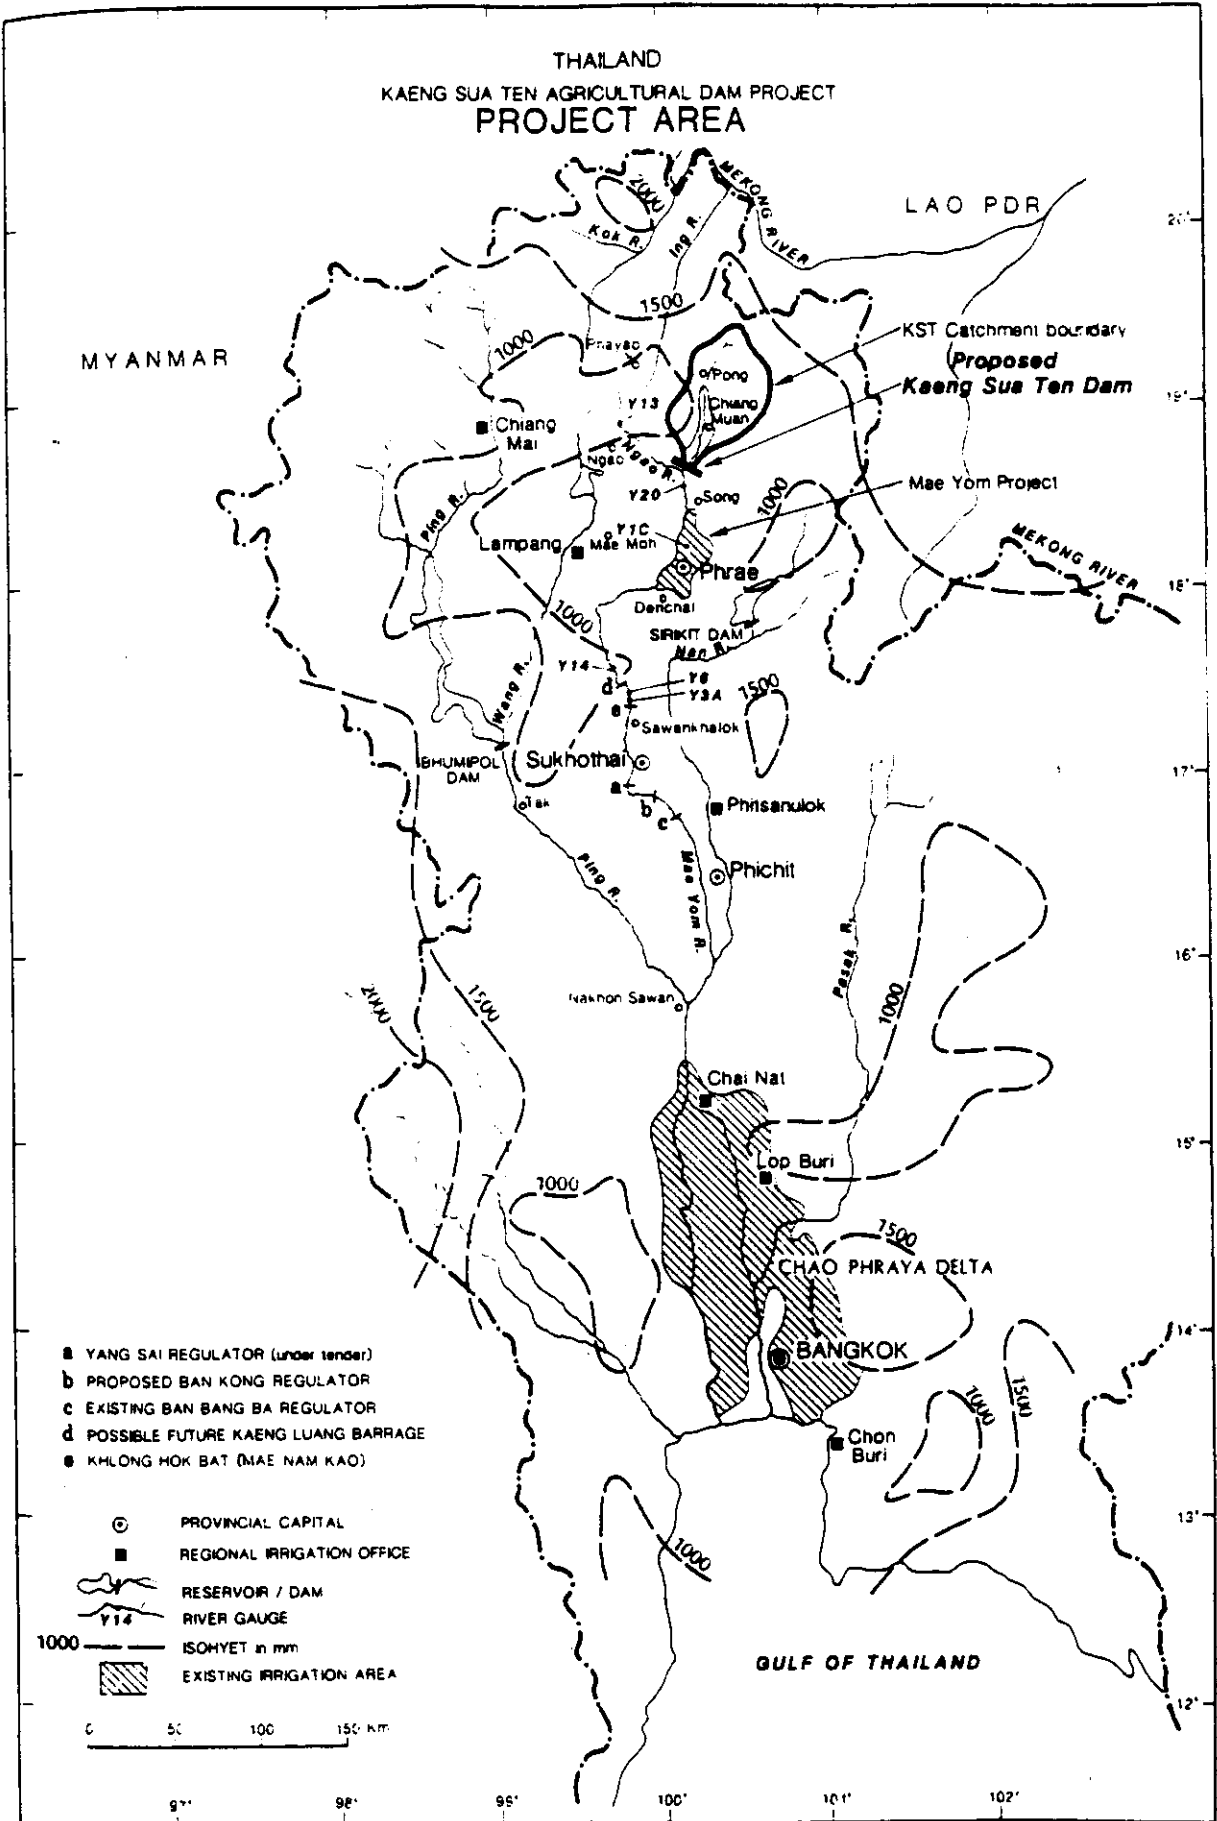 THAILAND
KAENG SUA TEN AGRICULTURAL DAM PROJECT
PROJECT AREA
MEKONG RIVER
LAO PDR
20°
2000
Kok R.
Ing R.
1500
KST Catchment boundary
MYANMAR
1000
Phayao
Proposed
Kaeng Sua Ten Dam
Pong
19°
Y13
Chiang
Muan
Chiang
Mai
Ngao
Ngao R.
Mae Yom Project
Y20
Song
1000
Ping R.
Y1C
Mae Moh
Lampang
MEKONG RIVER
Phrae
18°
Denchai
1000
SIRIKIT DAM
Nan R.
Y14
Y6
d
Y3A
1500
e
Wang R.
Sawankhalok
BHUMIPOL
DAM
Sukhothai
17°
a
Tak
b
c
Phitsanulok
Ping R.
Mae Yom R.
Phichit
Pasak R.
16°
2000
1500
Nakhon Sawan
1000
Chai Nat
15°
Lop Buri
1000
1500
CHAO PHRAYA DELTA
14°
BANGKOK
a YANG SAI REGULATOR (under tender)
b PROPOSED BAN KONG REGULATOR
c EXISTING BAN BANG BA REGULATOR
d POSSIBLE FUTURE KAENG LUANG BARRAGE
e KHLONG HOK BAT (MAE NAM KAO)
1500
1000
Chon
Buri
13°
1000
PROVINCIAL CAPITAL
REGIONAL IRRIGATION OFFICE
RESERVOIR / DAM
Y14 RIVER GAUGE
1000 ISOHYET in mm
EXISTING IRRIGATION AREA
GULF OF THAILAND
12°
0 50 100 150 Km
97° 98° 99° 100° 101° 102°